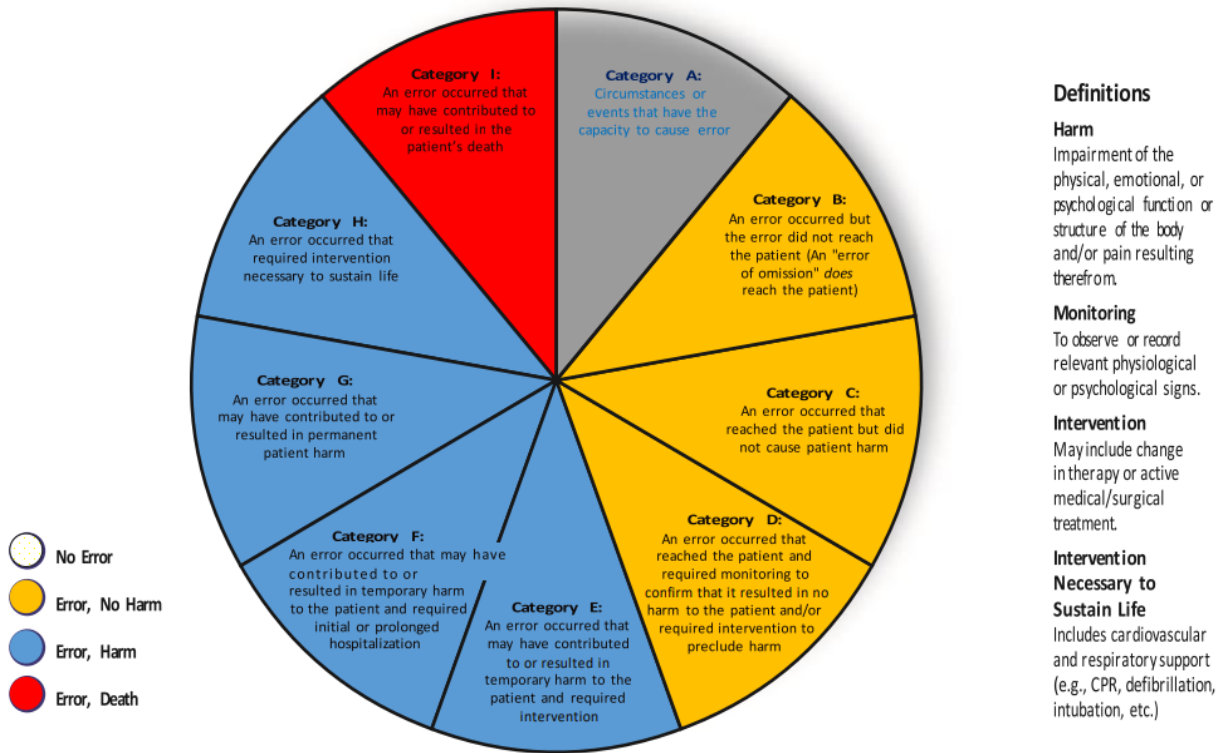 Category I:
An error occurred that
may have contributed to
or resulted in the
patient's death
Category A:
Circumstances or
events that have the
capacity to cause error
Category B:
An error occurred but
the error did not reach
the patient (An "error
of omission" does
reach the patient)
Category C:
An error occurred that
reached the patient but did
not cause patient harm
Category D:
An error occurred that
reached the patient and
required monitoring to
confirm that it resulted in no
harm to the patient and/or
required intervention to
preclude harm
Category E:
An error occurred that
may have contributed
to or resulted in
temporary harm to the
patient and required
intervention
Category F:
An error occurred that may have
contributed to or
resulted in temporary harm
to the patient and required
initial or prolonged
hospitalization
Category G:
An error occurred that
may have contributed to or
resulted in permanent
patient harm
Category H:
An error occurred that
required intervention
necessary to sustain life
No Error
Error, No Harm
Error, Harm
Error, Death
Definitions
Harm
Impairment of the
physical, emotional, or
psychological function or
structure of the body
and/or pain resulting
therefrom.
Monitoring
To observe or record
relevant physiological
or psychological signs.
Intervention
May include change
in therapy or active
medical/surgical
treatment.
Intervention
Necessary to
Sustain Life
Includes cardiovascular
and respiratory support
(e.g., CPR, defibrillation,
intubation, etc.)